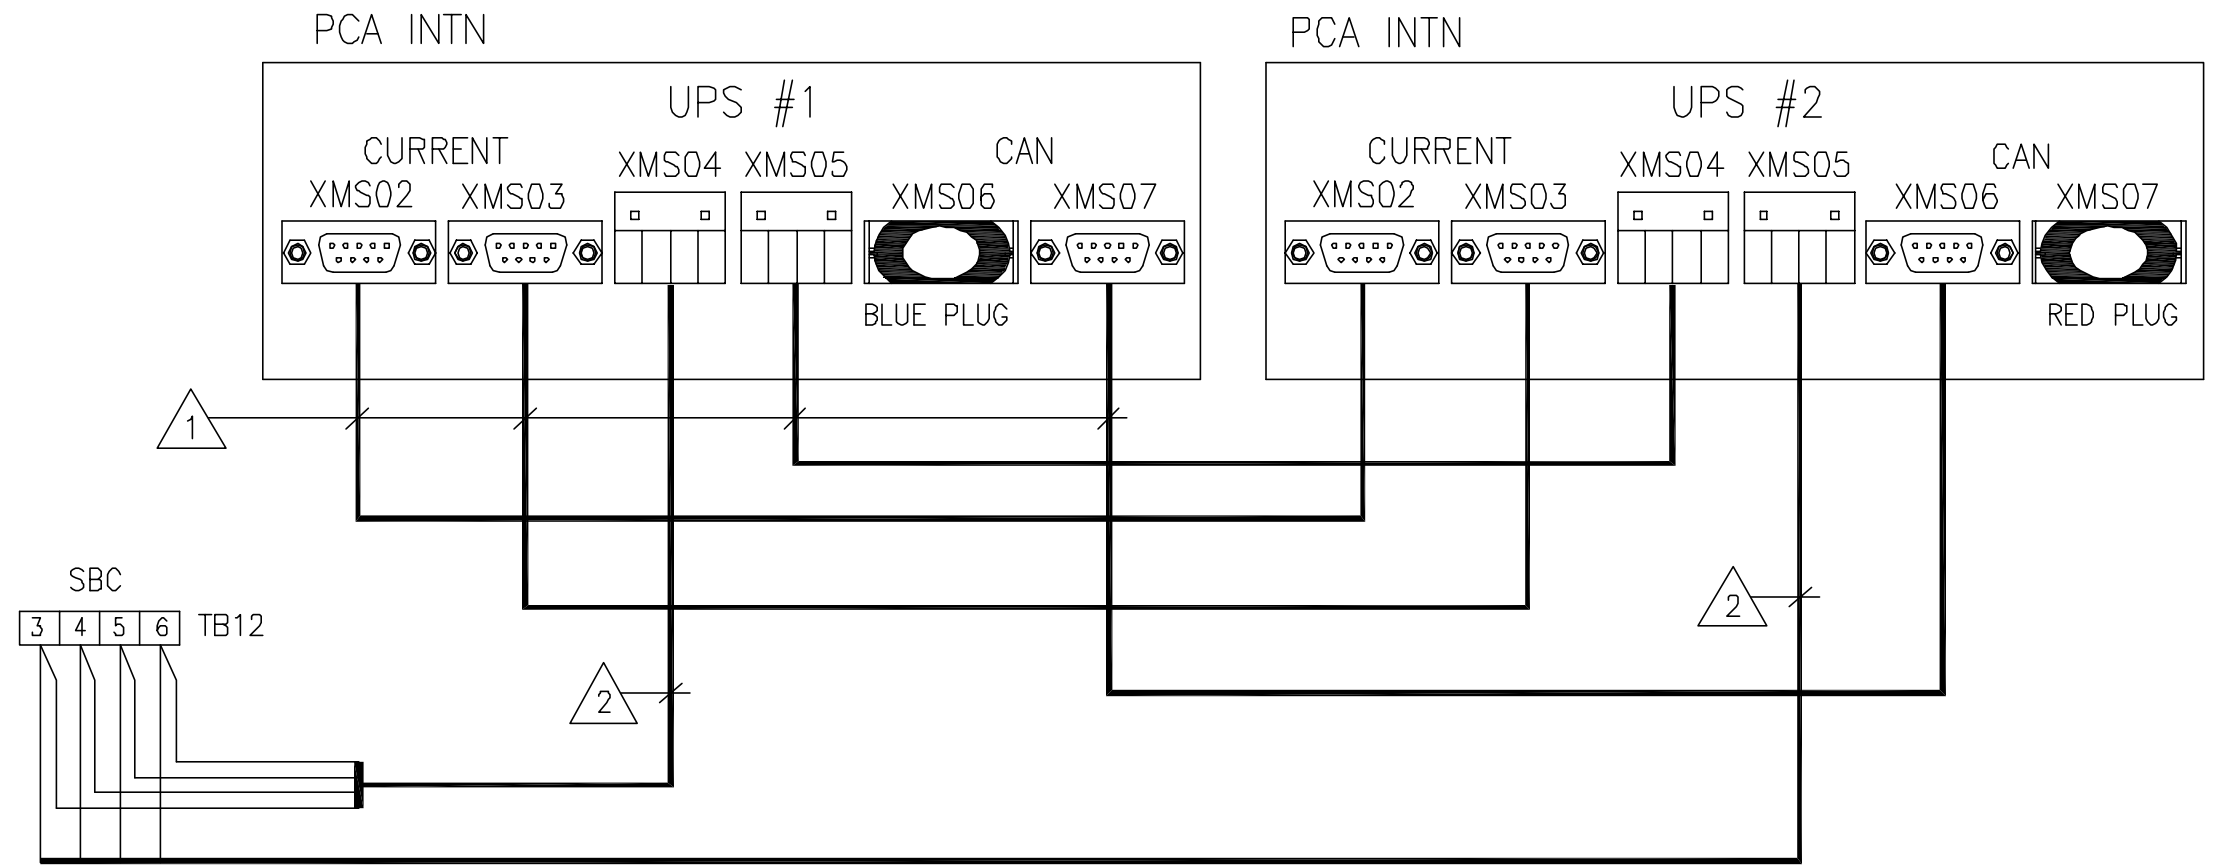 PCA INTN
UPS #1
CURRENT
CAN
XMS02
XMS03
XMS04
XMS05
XMS06
XMS07
BLUE PLUG
PCA INTN
UPS #2
CURRENT
CAN
XMS02
XMS03
XMS04
XMS05
XMS06
XMS07
RED PLUG
1
SBC
3 4 5 6 TB12
2
2